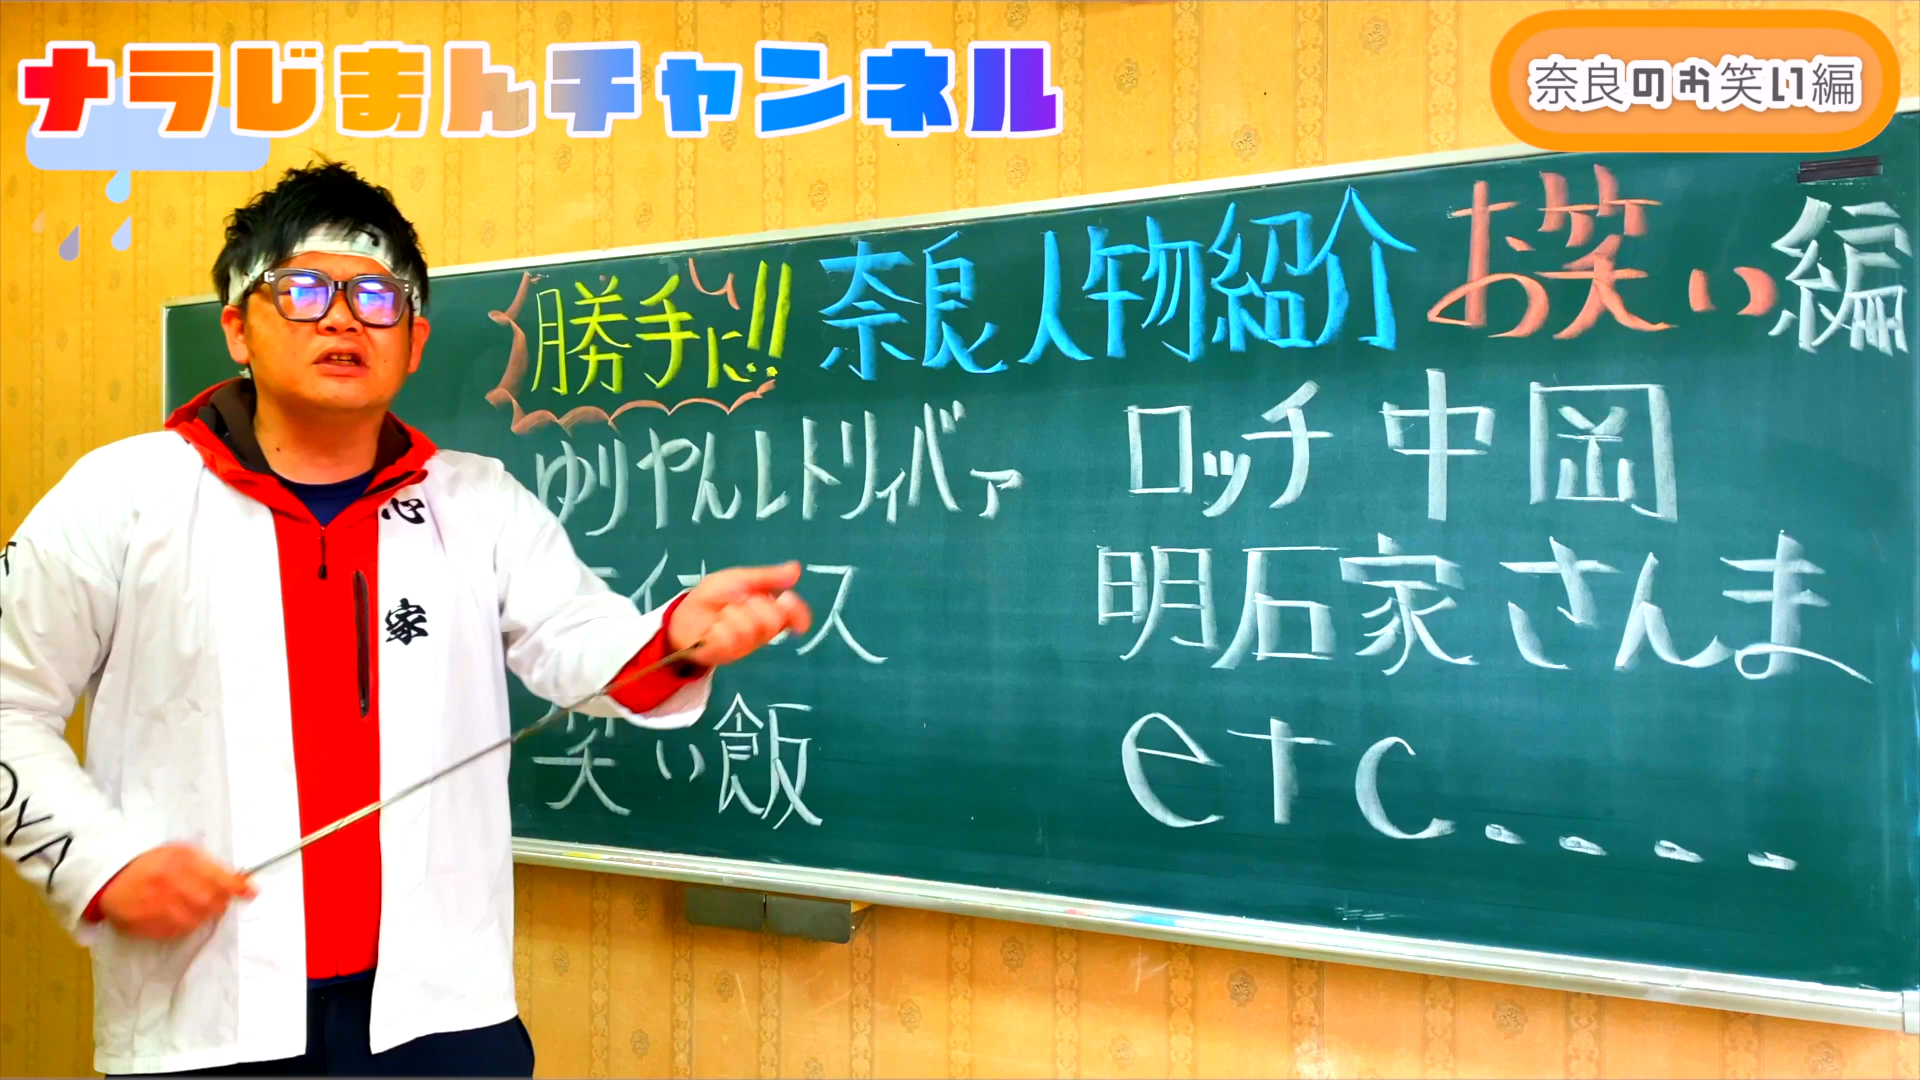 ナラじまんチャンネル
奈良のお笑い編
勝手に!!
奈良人物紹介 お笑い編
ゆりやんレトリィバァ
ロッチ中岡
ス
明石家さんま
笑い飯
etc....
心
家
OYA